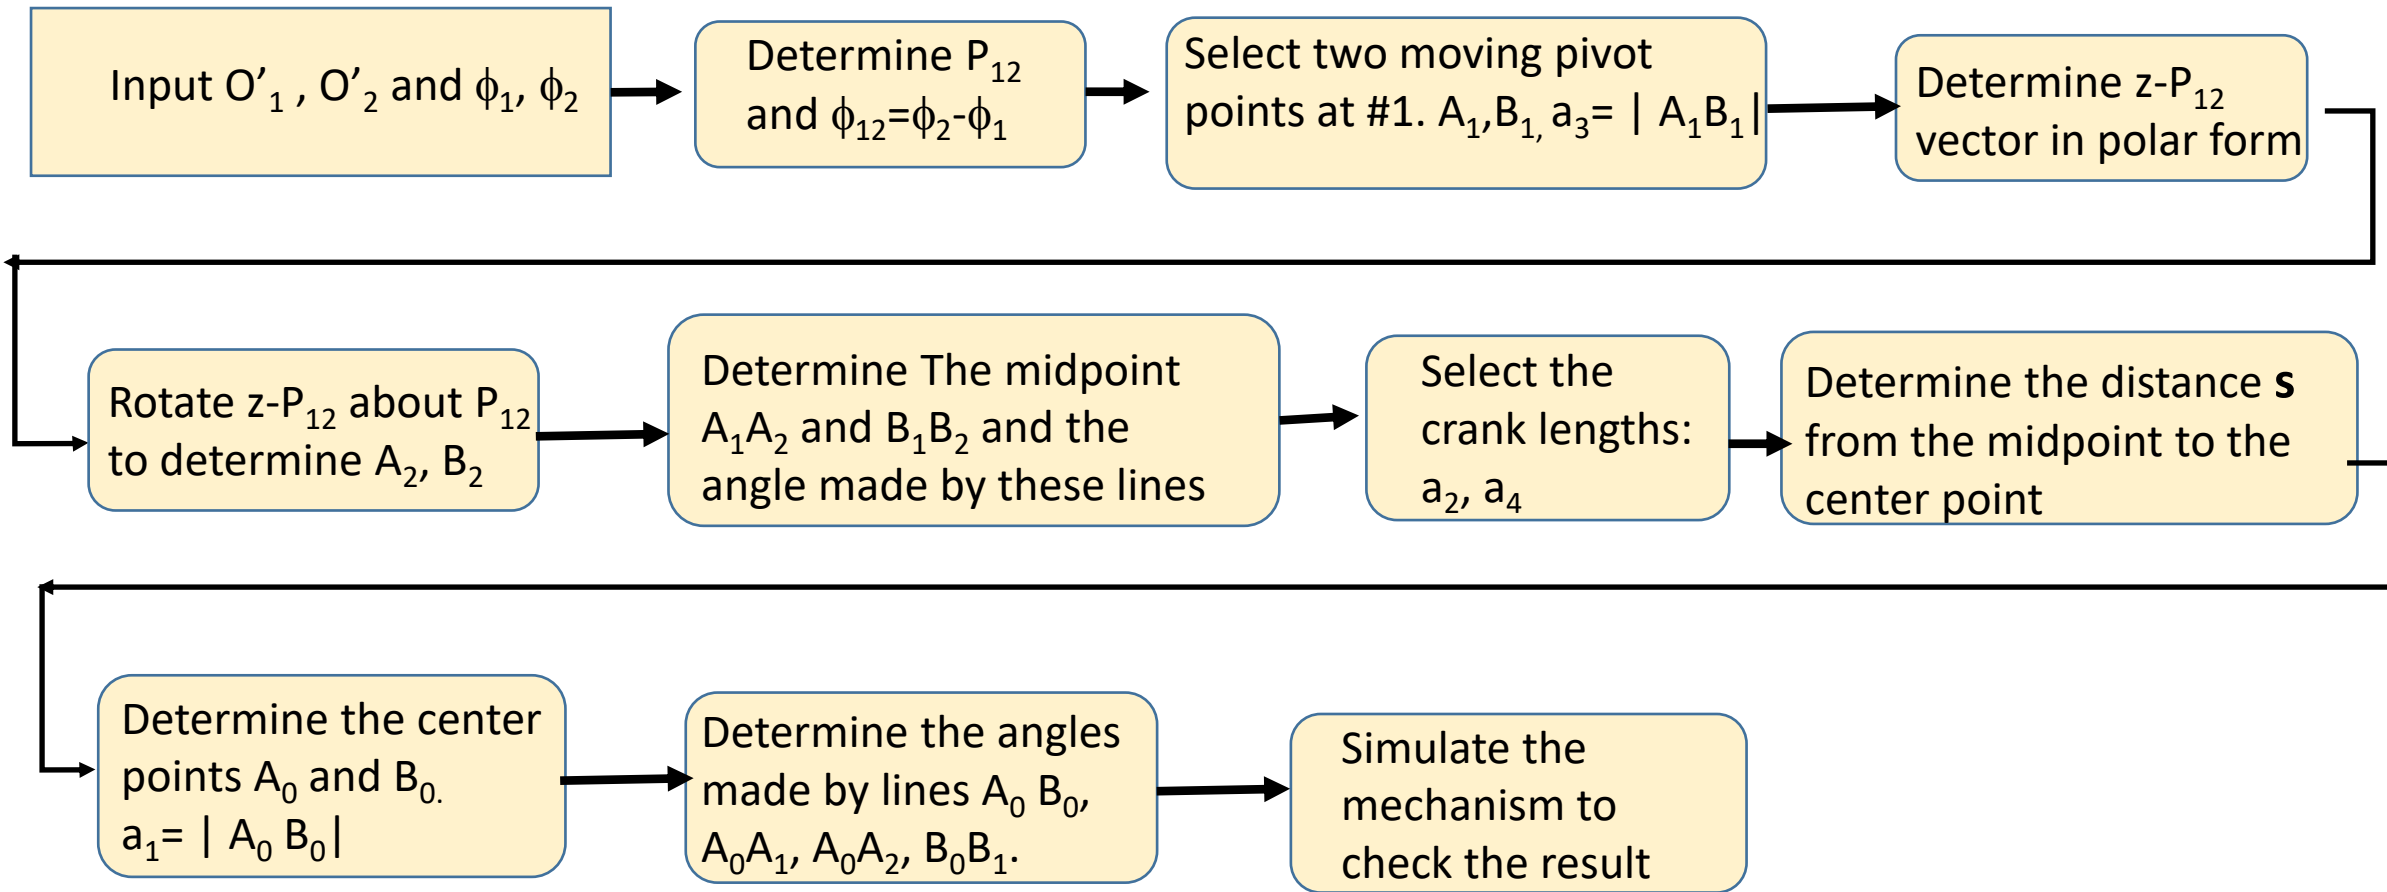 Input O’₁ , O’₂ and ϕ₁, ϕ₂
Determine P₁₂
and ϕ₁₂=ϕ₂-ϕ₁
Select two moving pivot
points at #1. A₁,B₁, a₃= | A₁B₁|
Determine z-P₁₂
vector in polar form
Rotate z-P₁₂ about P₁₂
to determine A₂, B₂
Determine The midpoint
A₁A₂ and B₁B₂ and the
angle made by these lines
Select the
crank lengths:
a₂, a₄
Determine the distance s
from the midpoint to the
center point
Determine the center
points A₀ and B₀.
a₁= | A₀ B₀|
Determine the angles
made by lines A₀ B₀,
A₀A₁, A₀A₂, B₀B₁.
Simulate the
mechanism to
check the result